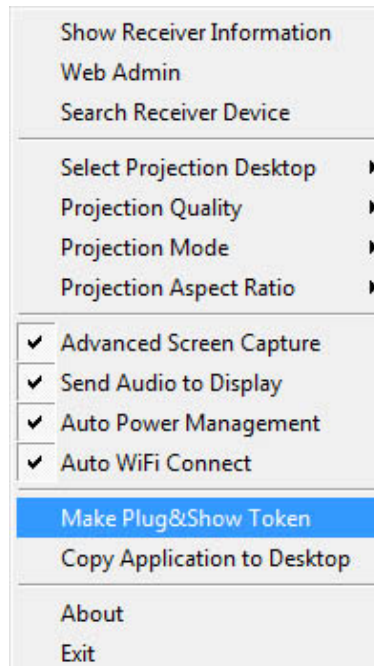 Show Receiver Information
Web Admin
Search Receiver Device
Select Projection Desktop
Projection Quality
Projection Mode
Projection Aspect Ratio
Advanced Screen Capture
Send Audio to Display
Auto Power Management
Auto WiFi Connect
Make Plug&Show Token
Copy Application to Desktop
About
Exit